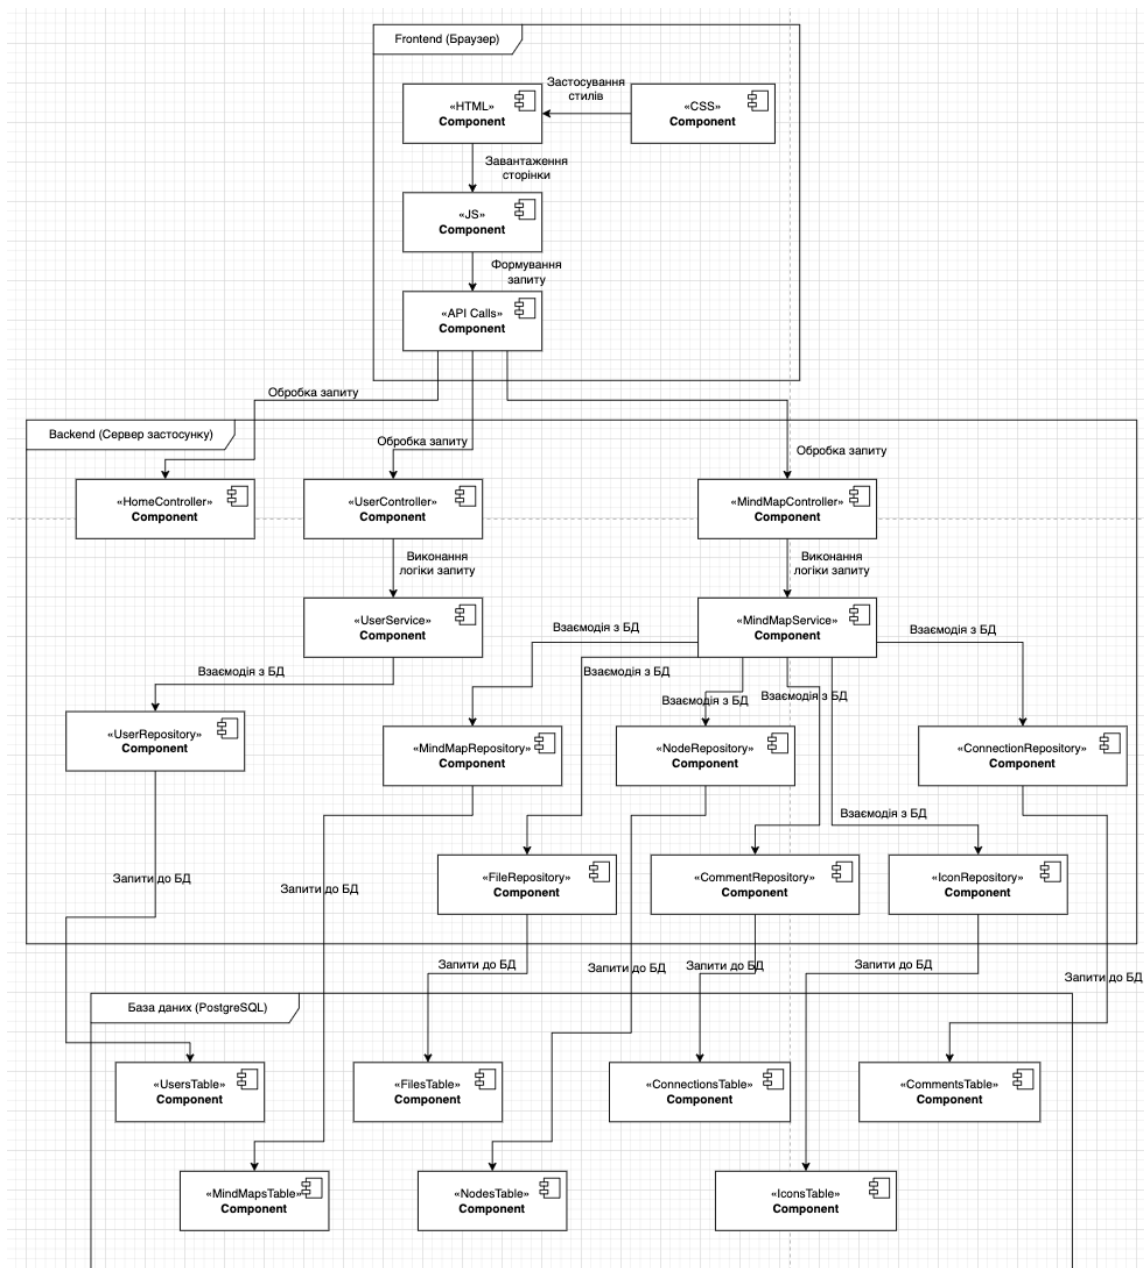 Frontend (Браузер)
«HTML»
Component
Застосування
стилів
«CSS»
Component
Завантаження
сторінки
«JS»
Component
Формування
запиту
«API Calls»
Component
Обробка запиту
Backend (Сервер застосунку)
Обробка запиту
Обробка запиту
«HomeController»
Component
«UserController»
Component
«MindMapController»
Component
Виконання
логіки запиту
Виконання
логіки запиту
«UserService»
Component
«MindMapService»
Component
Взаємодія з БД
Взаємодія з БД
Взаємодія з БД
Взаємодія з БД
Взаємодія з БД
Взаємодія з БД
«UserRepository»
Component
«MindMapRepository»
Component
«NodeRepository»
Component
«ConnectionRepository»
Component
Взаємодія з БД
«FileRepository»
Component
«CommentRepository»
Component
«IconRepository»
Component
Запити до БД
Запити до БД
Запити до БД
Запити до БД
Запити до БД
Запити до БД
Запити до БД
База даних (PostgreSQL)
«UsersTable»
Component
«FilesTable»
Component
«ConnectionsTable»
Component
«CommentsTable»
Component
«MindMapsTable»
Component
«NodesTable»
Component
«IconsTable»
Component